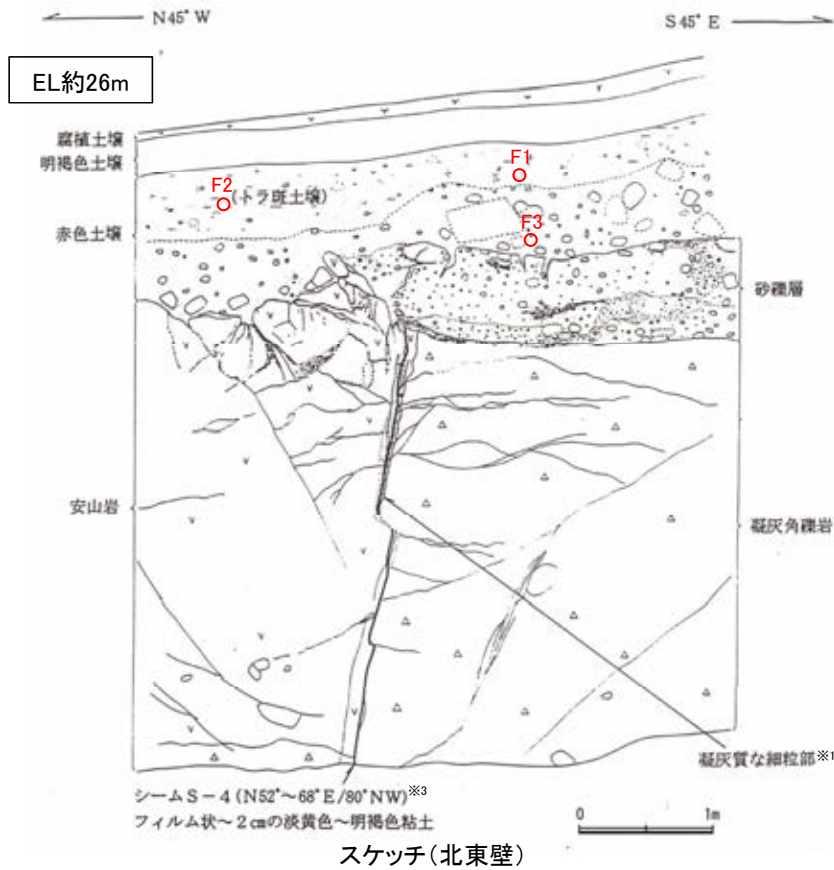 N45°W
S45°E
EL約26m
腐植土壌
明褐色土壌
F1
F2
(トラ斑土壌)
F3
赤色土壌
砂礫層
安山岩
凝灰角礫岩
凝灰質な細粒部※1
シームS-4(N52°~68°E/80°NW)※3
フィルム状~2cmの淡黄色~明褐色粘土
0
1m
スケッチ(北東壁)